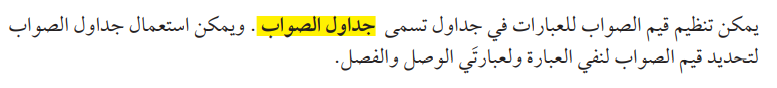 يمكن تنظيم قيم الصواب للعبارات في جداول تسمى جداول الصواب. ويمكن استعمال جداول الصواب
لتحديد قيم الصواب لنفي العبارة ولعبارتَي الوصل والفصل.